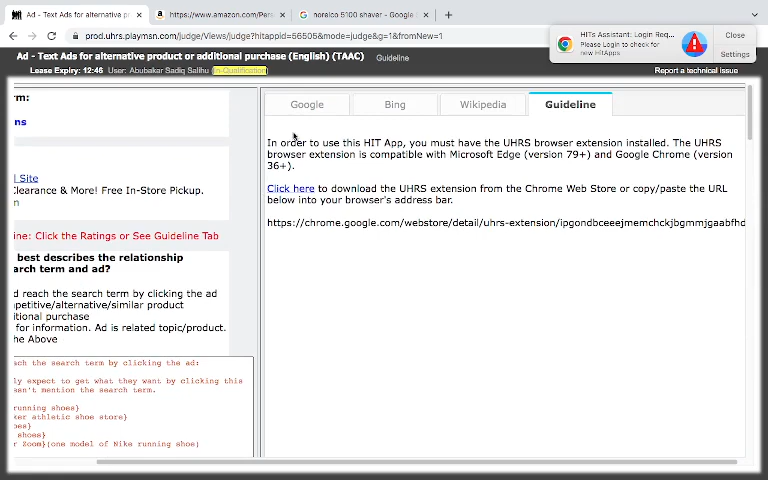 Ad - Text Ads for alternative pr
https://www.amazon.com/Pers
norelco 5100 shaver - Google
prod.uhrs.playmsn.com/judge/Views/judge?hitappid=56505&mode=judge&g=1&fromNew=1
HITs Assistant: Login Req...
Please Login to check for
new HitApps
Close
Settings
Ad - Text Ads for alternative product or additional purchase (English) (TAAC)
Guideline
Lease Expiry: 12:46 User: Abubakar Sadiq Salihu (In-Qualification)
Report a technical issue
rm:
ns
l Site
Clearance & More! Free In-Store Pickup.
m
ine: Click the Ratings or See Guideline Tab
best describes the relationship
arch term and ad?
d reach the search term by clicking the ad
petitive/alternative/similar product
itional purchase
for information. Ad is related topic/product.
he Above
ach the search term by clicking the ad:
ly expect to get what they want by clicking this
sen't mention the search term.
running shoes}
ker athletic shoe store}
oes}
shoes}
r Zoom}(one model of Nike running shoe)
Google
Bing
Wikipedia
Guideline
In order to use this HIT App, you must have the UHRS browser extension installed. The UHRS
browser extension is compatible with Microsoft Edge (version 79+) and Google Chrome (version
36+).
Click here to download the UHRS extension from the Chrome Web Store or copy/paste the URL
below into your browser's address bar.
https://chrome.google.com/webstore/detail/uhrs-extension/ipgondbceeejmemchckjbgmmjgaabfhd